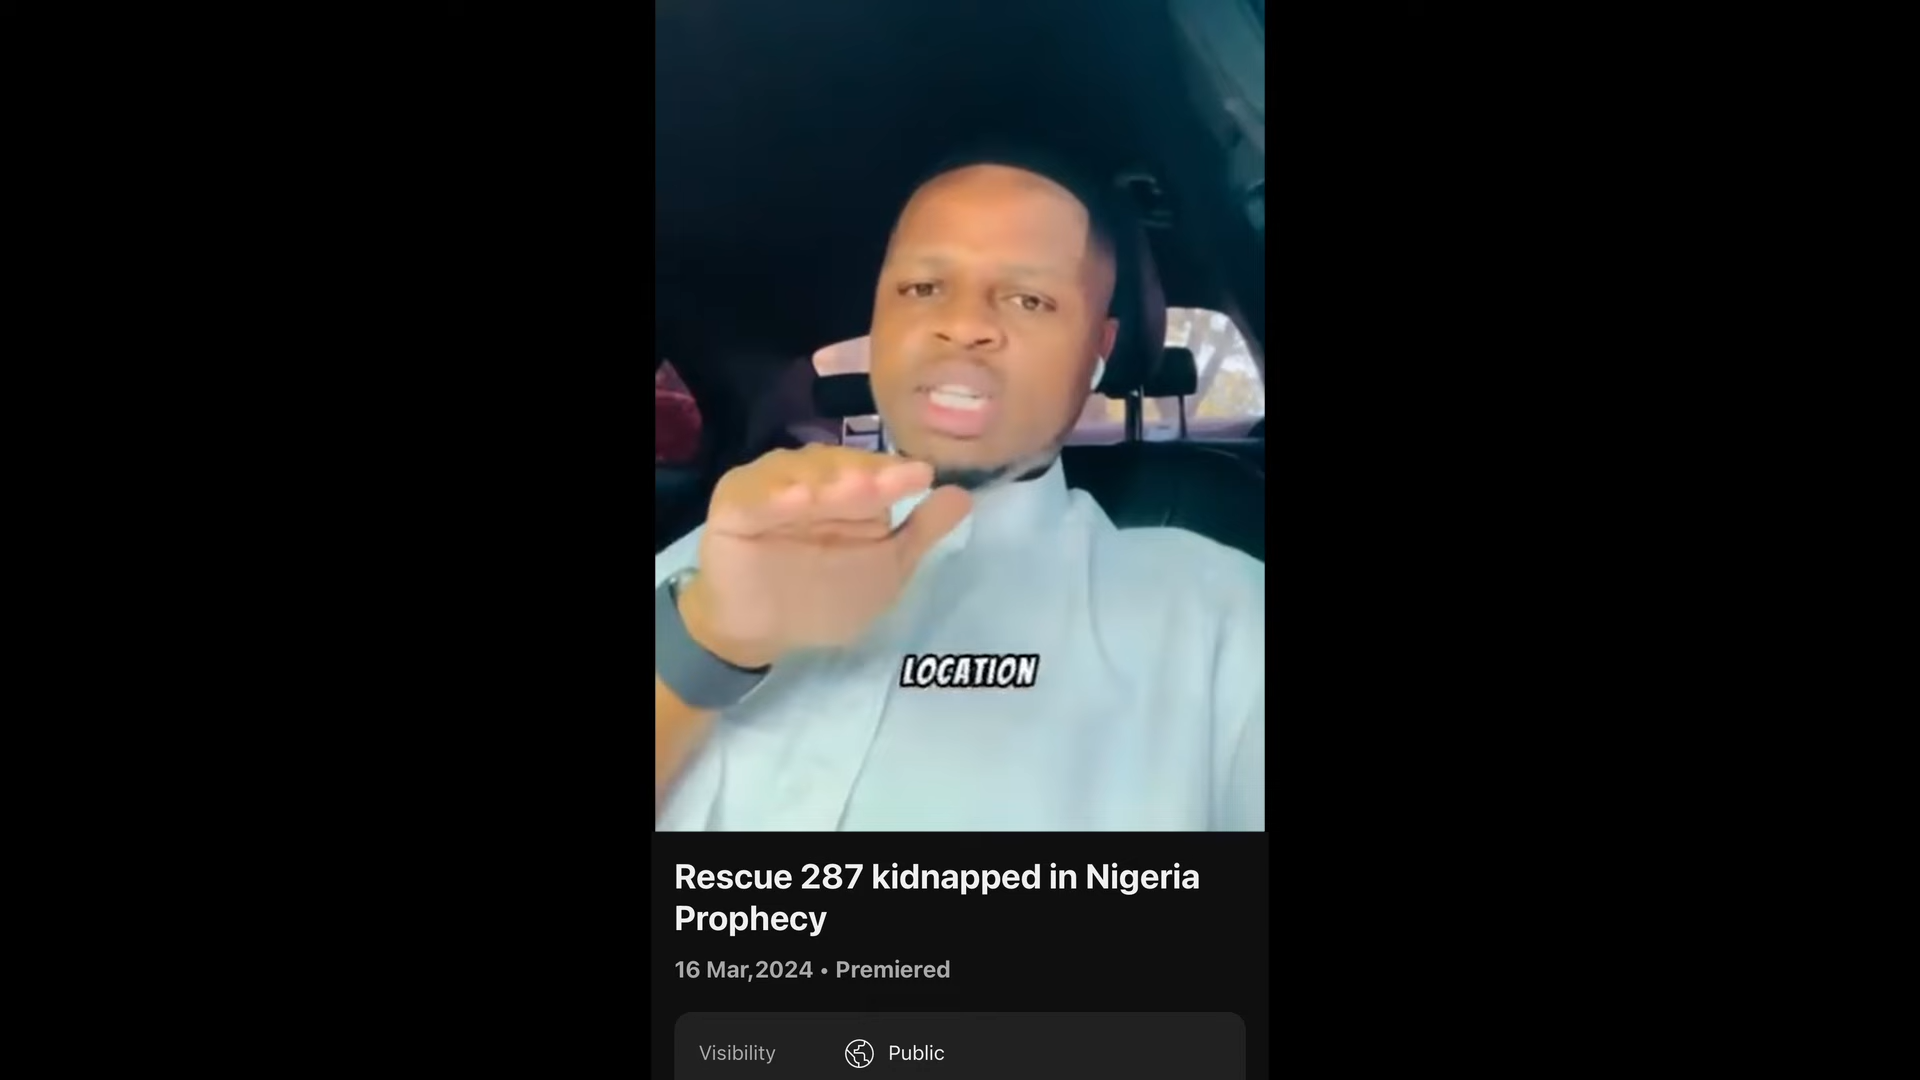 LOCATION
Rescue 287 kidnapped in Nigeria
Prophecy
16 Mar,2024 • Premiered
Visibility Public